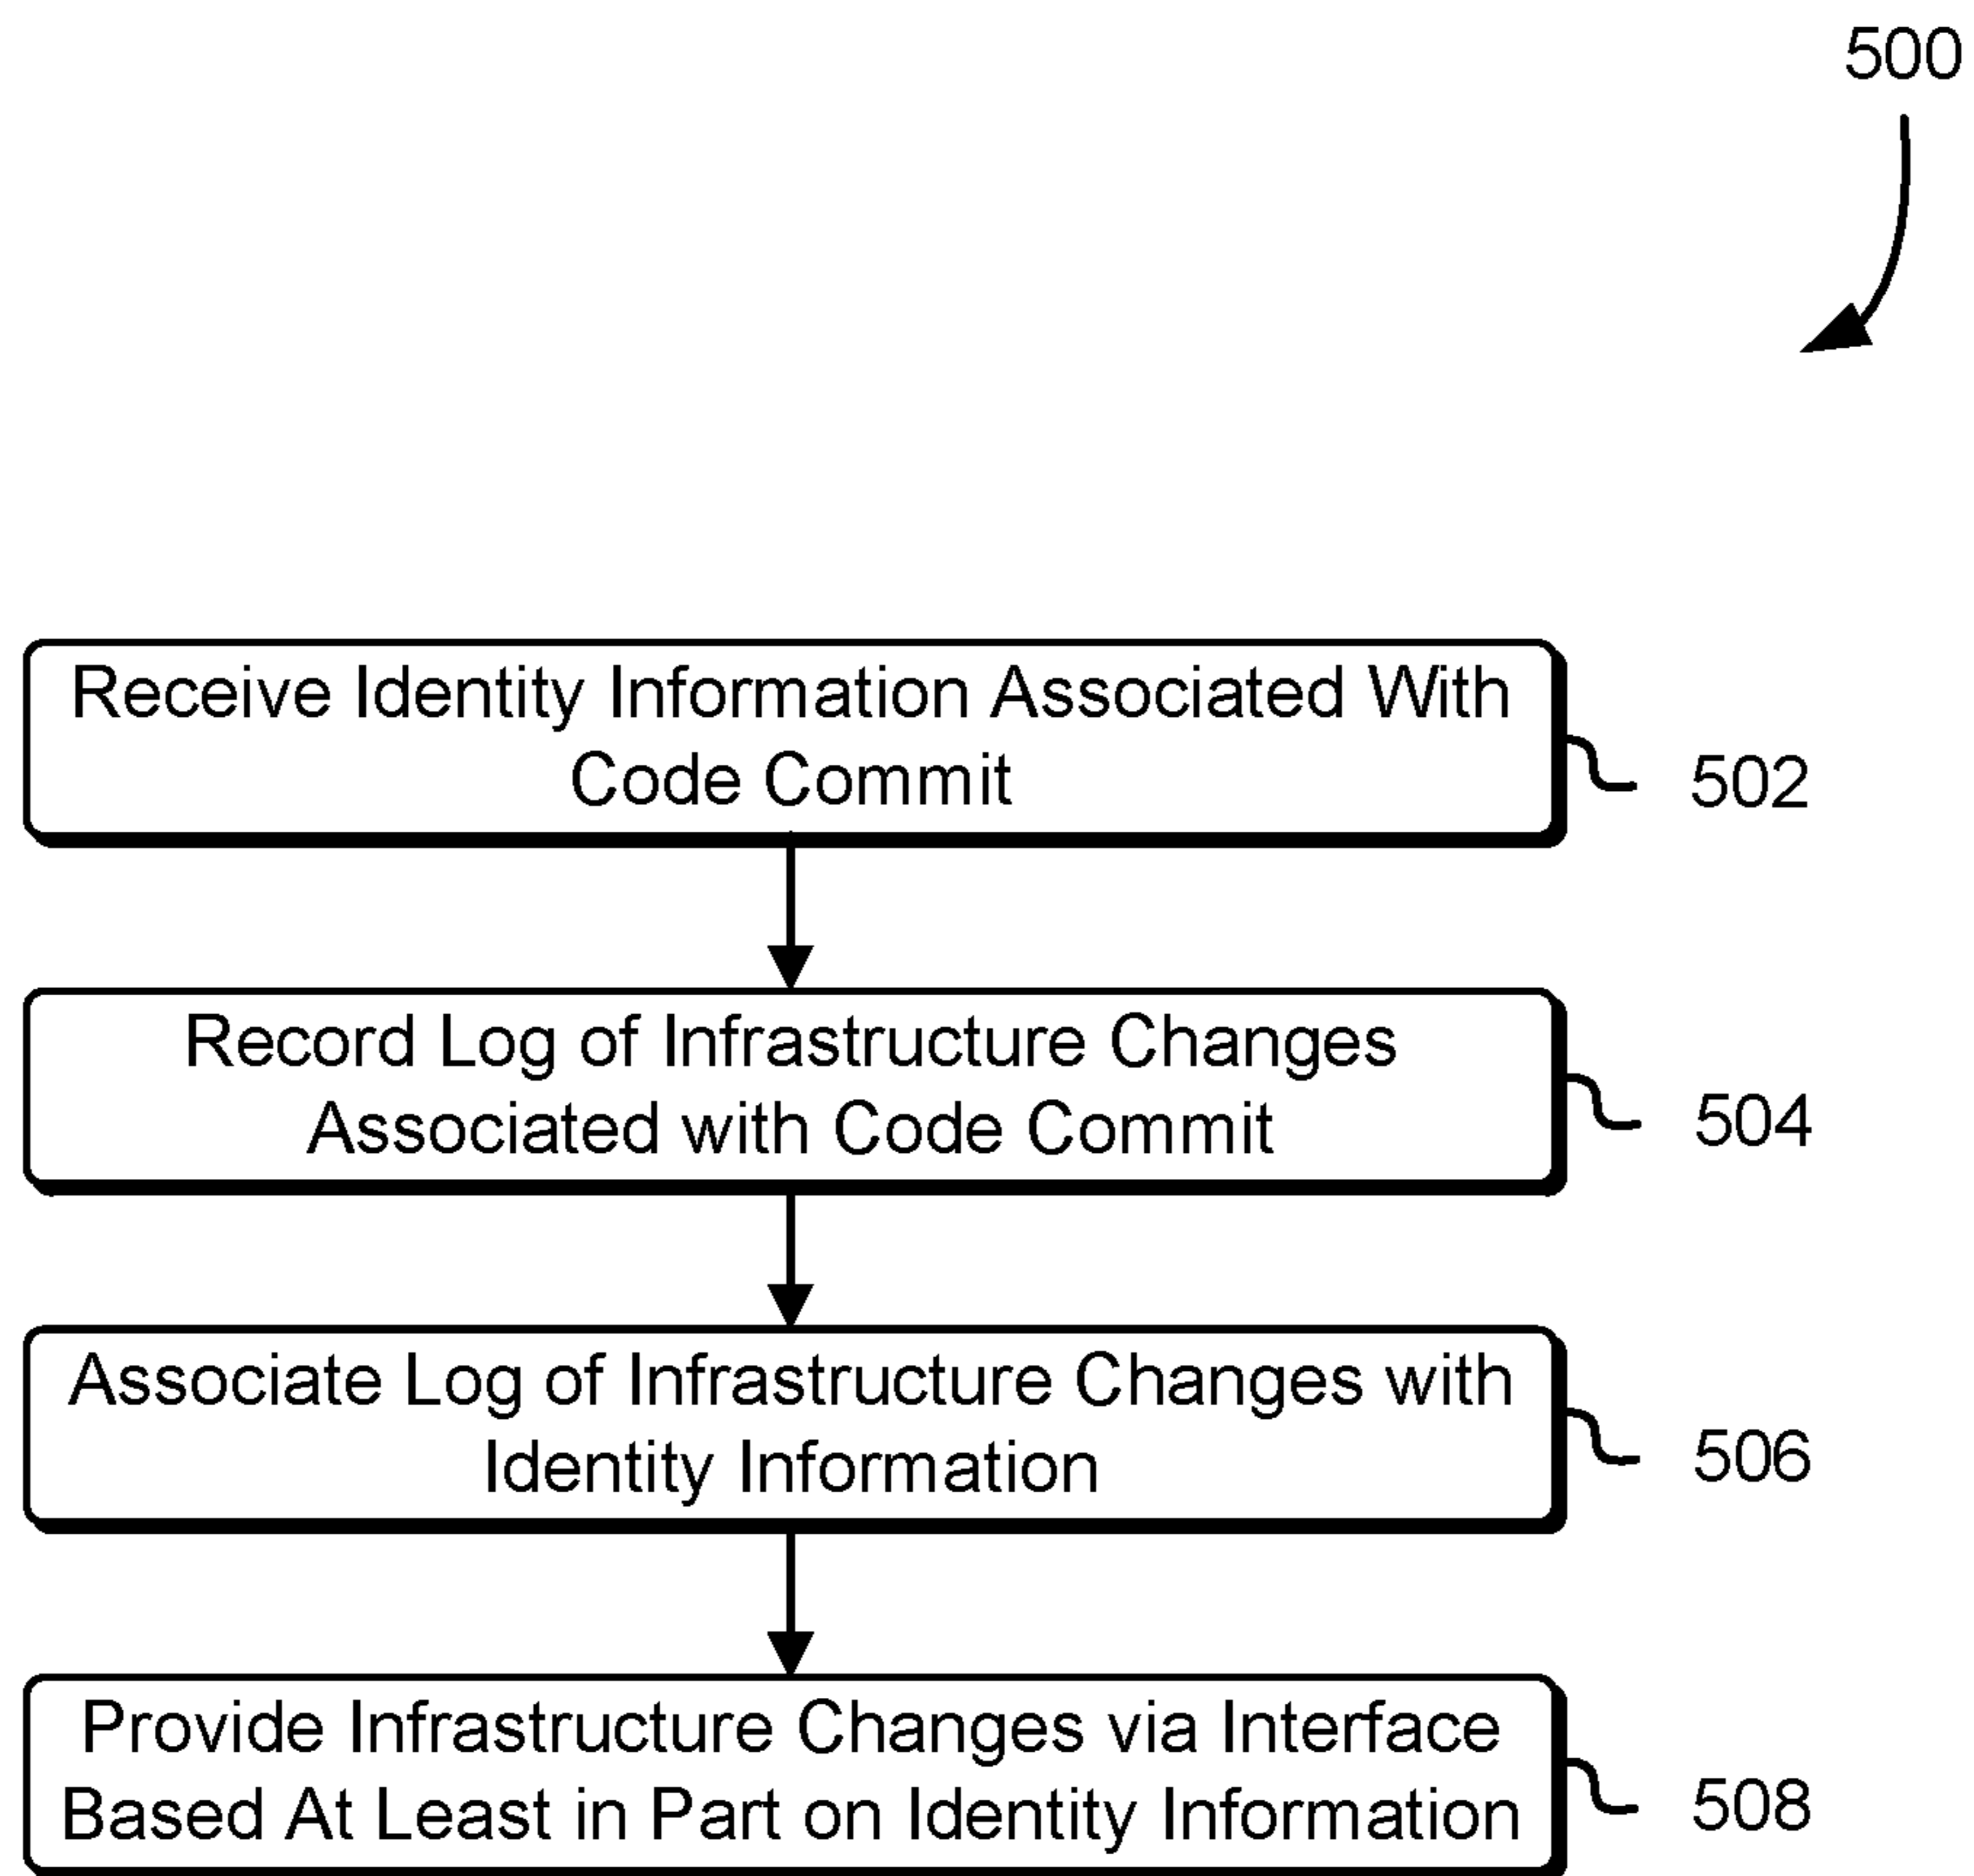 500
Receive Identity Information Associated With
Code Commit
502
Record Log of Infrastructure Changes
Associated with Code Commit
504
Associate Log of Infrastructure Changes with
Identity Information
506
Provide Infrastructure Changes via Interface
Based At Least in Part on Identity Information
508